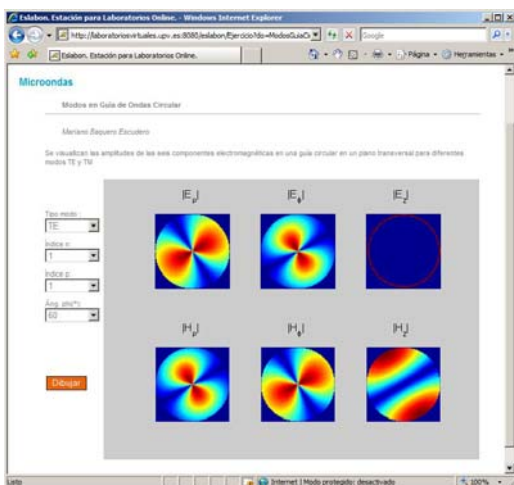 Eslabon. Estación para Laboratorios Online. - Windows Internet Explorer
http://laboratoriosvirtuales.upv.es:8080/eslabon/Ejercicio?do=ModosGuiaCi
Google
Eslabon. Estación para Laboratorios Online.
Página
Herramientas
Microondas
Modos en Guía de Ondas Circular
Mariano Baquero Escudero
Se visualizan las amplitudes de las seis componentes electromagnéticas en una guía circular en un plano transversal para diferentes
modos TE y TM
|Eρ| |Eϕ| |Ez|
Tipo modo :
TE
Índice n:
1
Índice p:
1
Áng. phi(º):
60
|Hρ| |Hϕ| |Hz|
Dibujar
Listo
Internet | Modo protegido: desactivado
100%